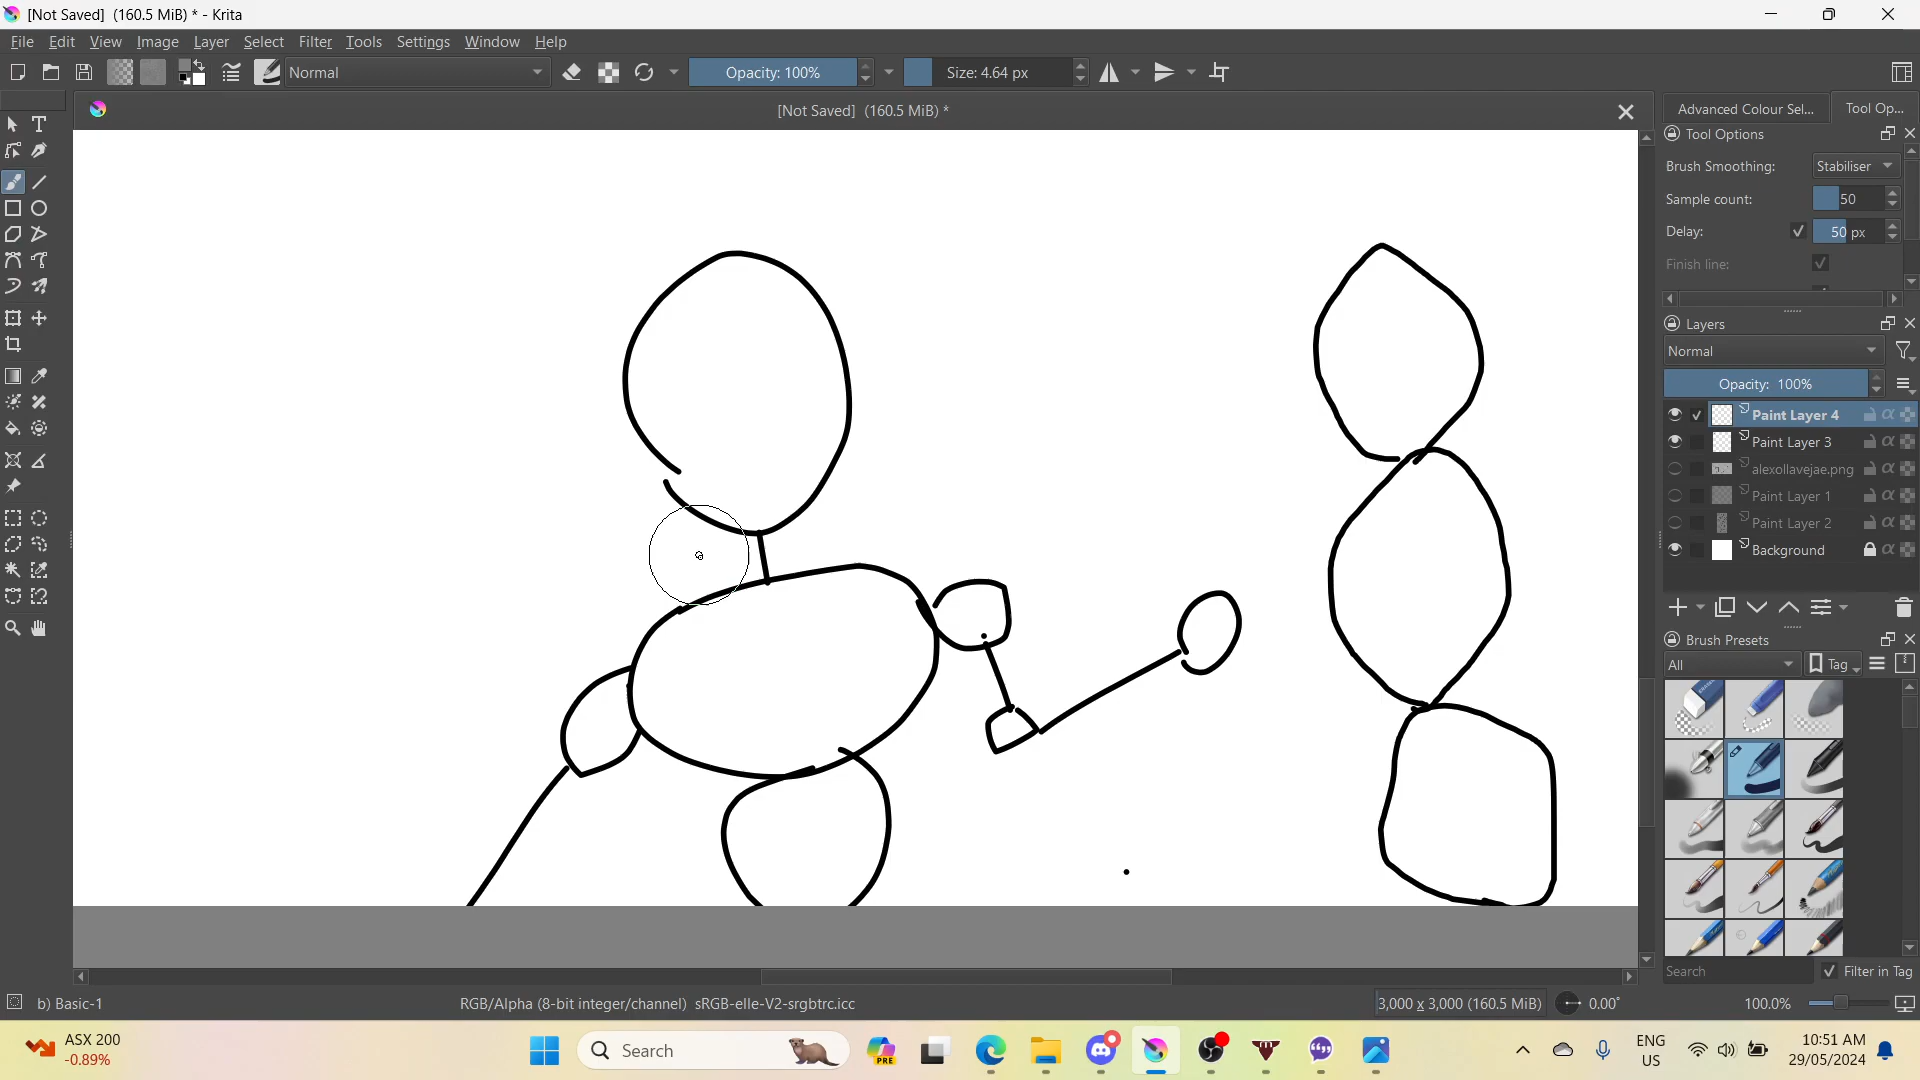 [Not Saved]  (160.5 MiB) * - Krita
File Edit View Image Layer Select Filter Tools Settings Window Help
Normal
Opacity: 100%
Size: 4.64 px
[Not Saved]  (160.5 MiB) *
Advanced Colour Sel...
Tool Op...
Tool Options
Brush Smoothing: Stabiliser
Sample count: 50
Delay: 50 px
Finish line:
Layers
Normal
Opacity: 100%
Paint Layer 4
Paint Layer 3
alexollavejae.png
Paint Layer 1
Paint Layer 2
Background
Brush Presets
All
Tag
Search
Filter in Tag
b) Basic-1
RGB/Alpha (8-bit integer/channel)  sRGB-elle-V2-srgbtrc.icc
3,000 x 3,000 (160.5 MiB)
0.00°
100.0%
ASX 200
-0.89%
Search
PRE
ENG
US
10:51 AM
29/05/2024